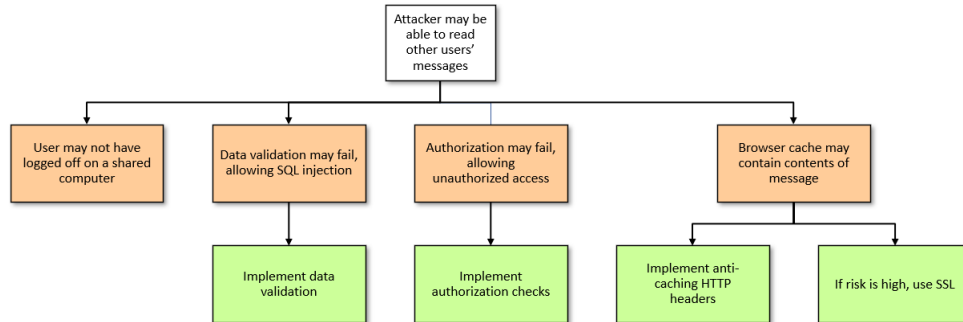 Attacker may be
able to read
other users'
messages
User may not have
logged off on a shared
computer
Data validation may fail,
allowing SQL injection
Authorization may fail,
allowing
unauthorized access
Browser cache may
contain contents of
message
Implement data
validation
Implement
authorization checks
Implement anti-
caching HTTP
headers
If risk is high, use SSL